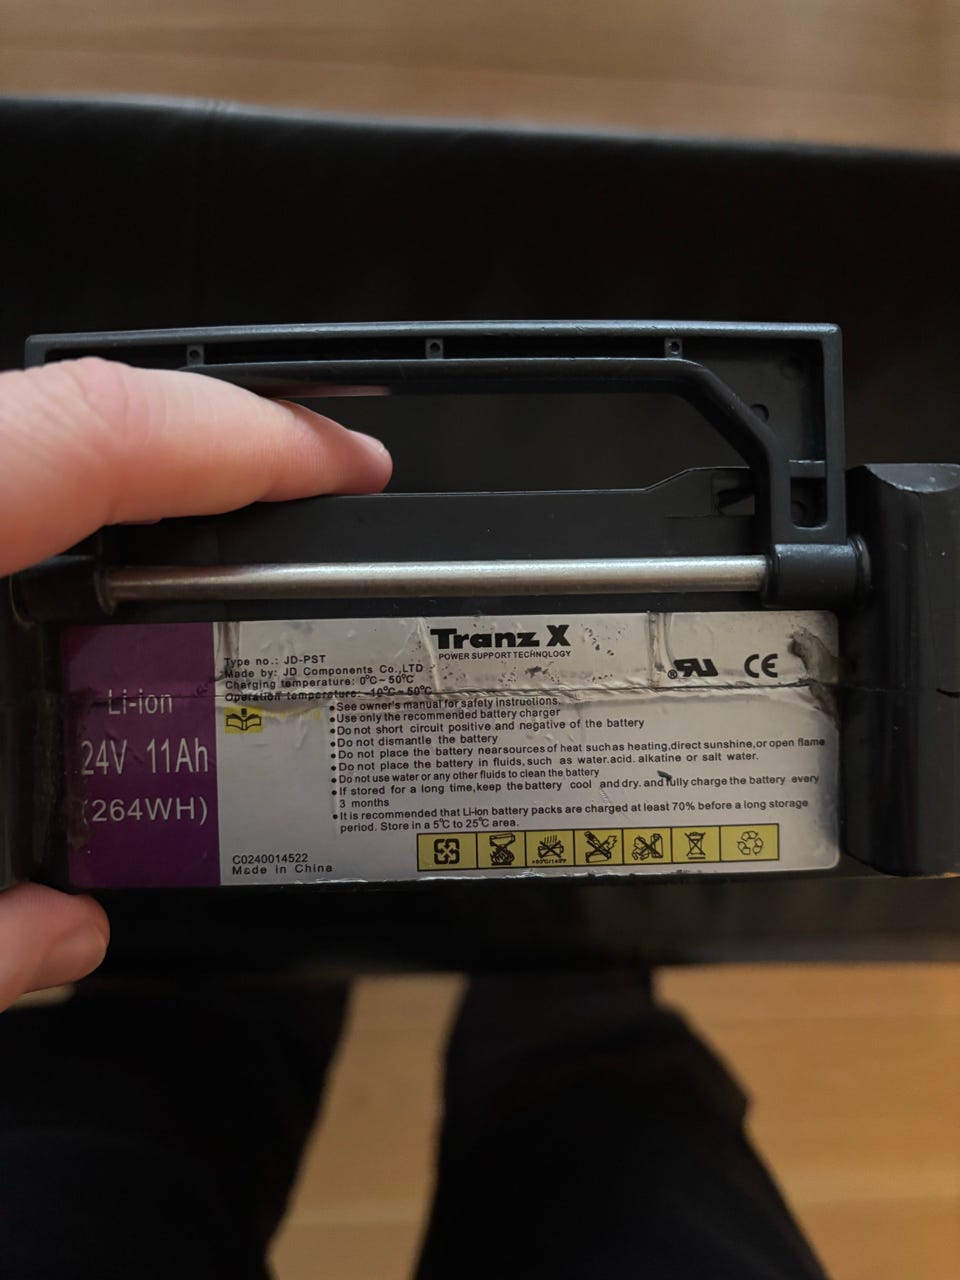 Tranz X
POWER SUPPORT TECHNOLOGY
Type no.: JD-PST
Made by: JD Components Co.,LTD
Charging temperature: 0°C~50°C
Operation temperature: -10°C~50°C
RU
®
CE
Li-ion
24V 11Ah
(264WH)
•See owner's manual for safety instructions.
•Use only the recommended battery charger
•Do not short circuit positive and negative of the battery
•Do not dismantle the battery
•Do not place the battery nearsources of heat suchas heating,direct sunshine,or open flame
•Do not place the battery in fluids,such as water.acid. alkatine or salt water.
•Do not use water or any other fluids to clean the battery
•If stored for a long time,keep the battery cool and dry. and fully charge the battery every
3 months
•It is recommended that Li-ion battery packs are charged at least 70% before a long storage
period. Store in a 5°C to 25°C area.
C0240014522
Made in China